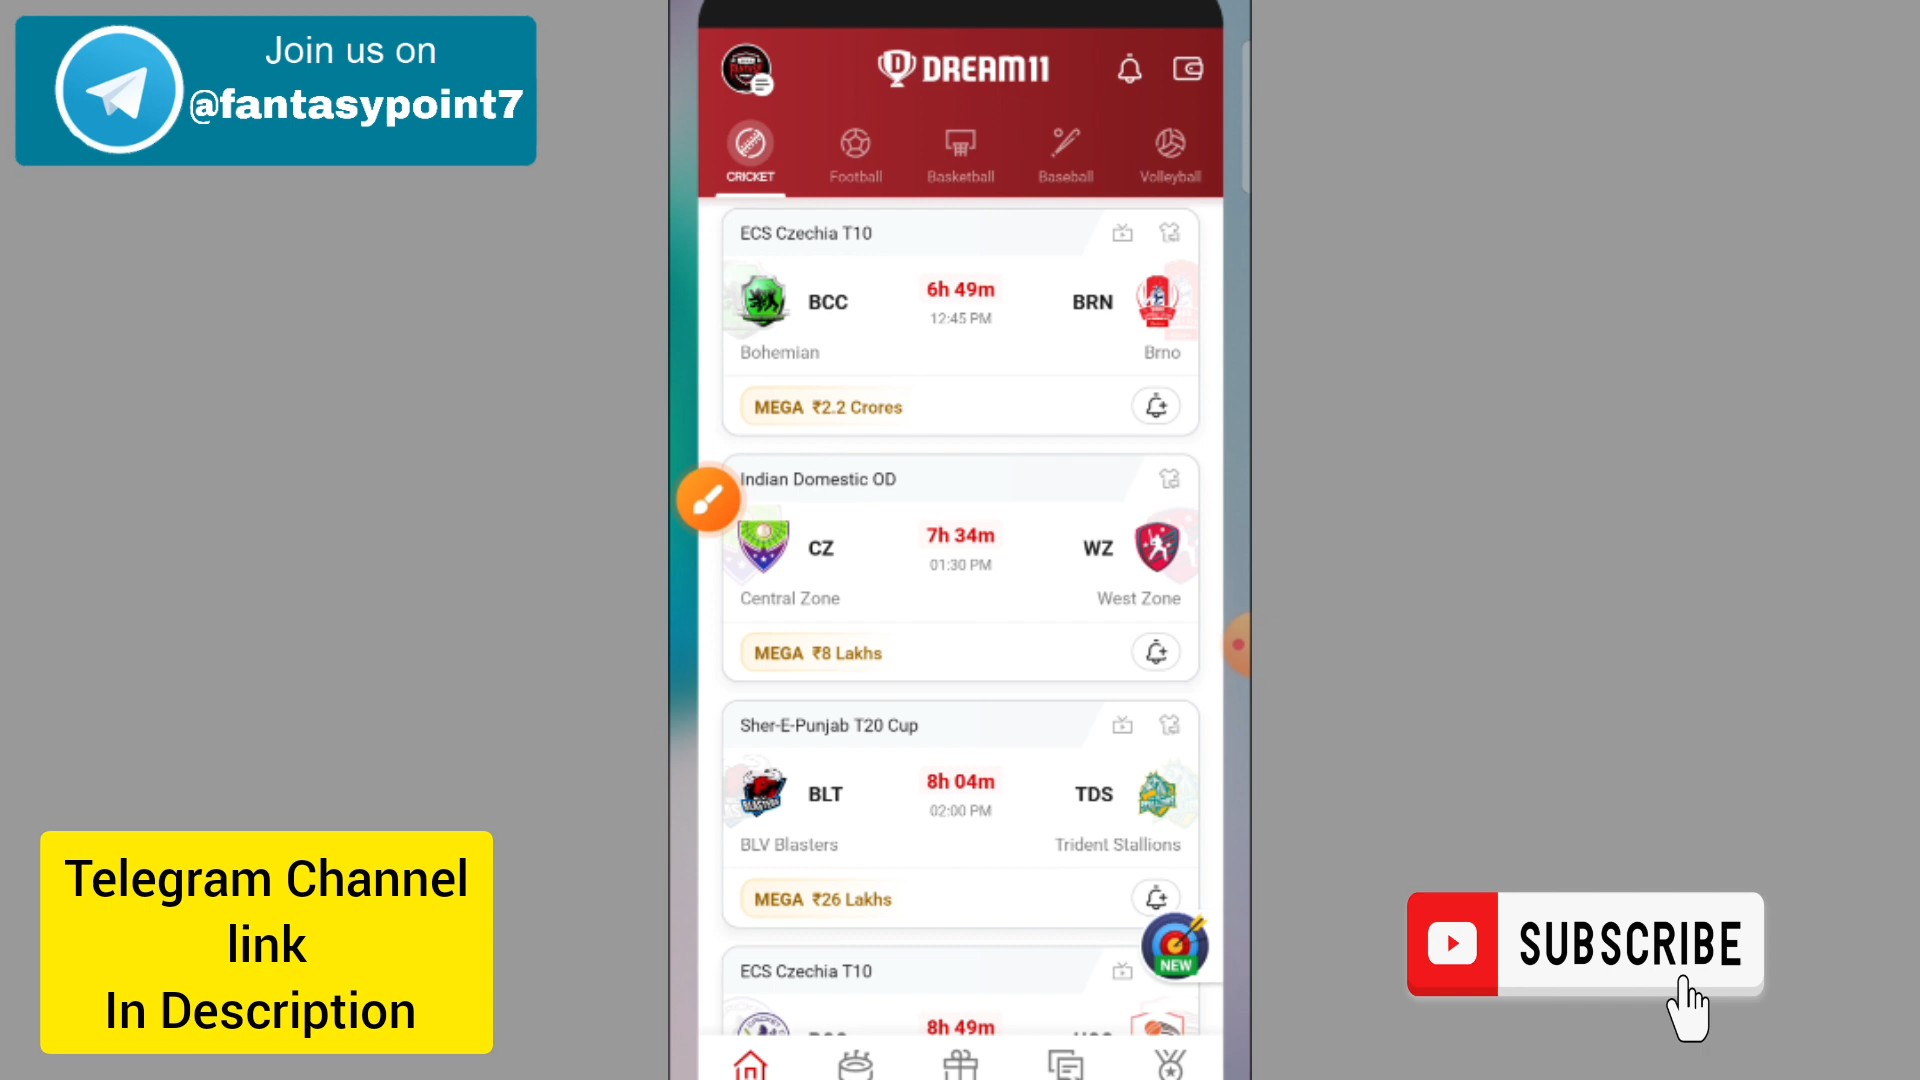 Join us on
@fantasypoint7
DREAM11
CRICKET
Football
Basketball
Baseball
Volleyball
ECS Czechia T10
BCC
6h 49m
BRN
12:45 PM
Bohemian
Brno
MEGA ₹2.2 Crores
Indian Domestic OD
CZ
7h 34m
WZ
01:30 PM
Central Zone
West Zone
MEGA ₹8 Lakhs
Sher-E-Punjab T20 Cup
BLT
8h 04m
TDS
02:00 PM
BLV Blasters
Trident Stallions
MEGA ₹26 Lakhs
NEW
ECS Czechia T10
8h 49m
Telegram Channel
link
In Description
SUBSCRIBE